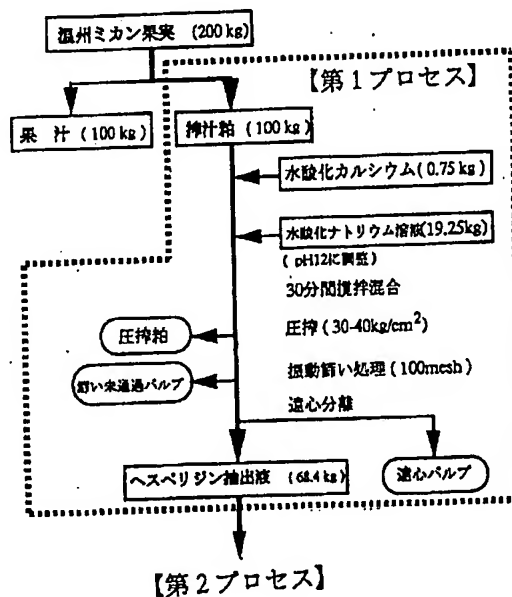 温州ミカン果実 (200 kg)
【第1プロセス】
果 汁 (100 kg)
搾汁粕 (100 kg)
水酸化カルシウム (0.75 kg)
水酸化ナトリウム溶液(19.25kg)
(pH12に調整)
30分間攪拌混合
圧搾粕
圧搾 (30-40kg/cm²)
篩い未通過パルプ
振動篩い処理 (100mesh)
遠心分離
ヘスペリジン抽出液 (68.4 kg)
遠心パルプ
【第2プロセス】